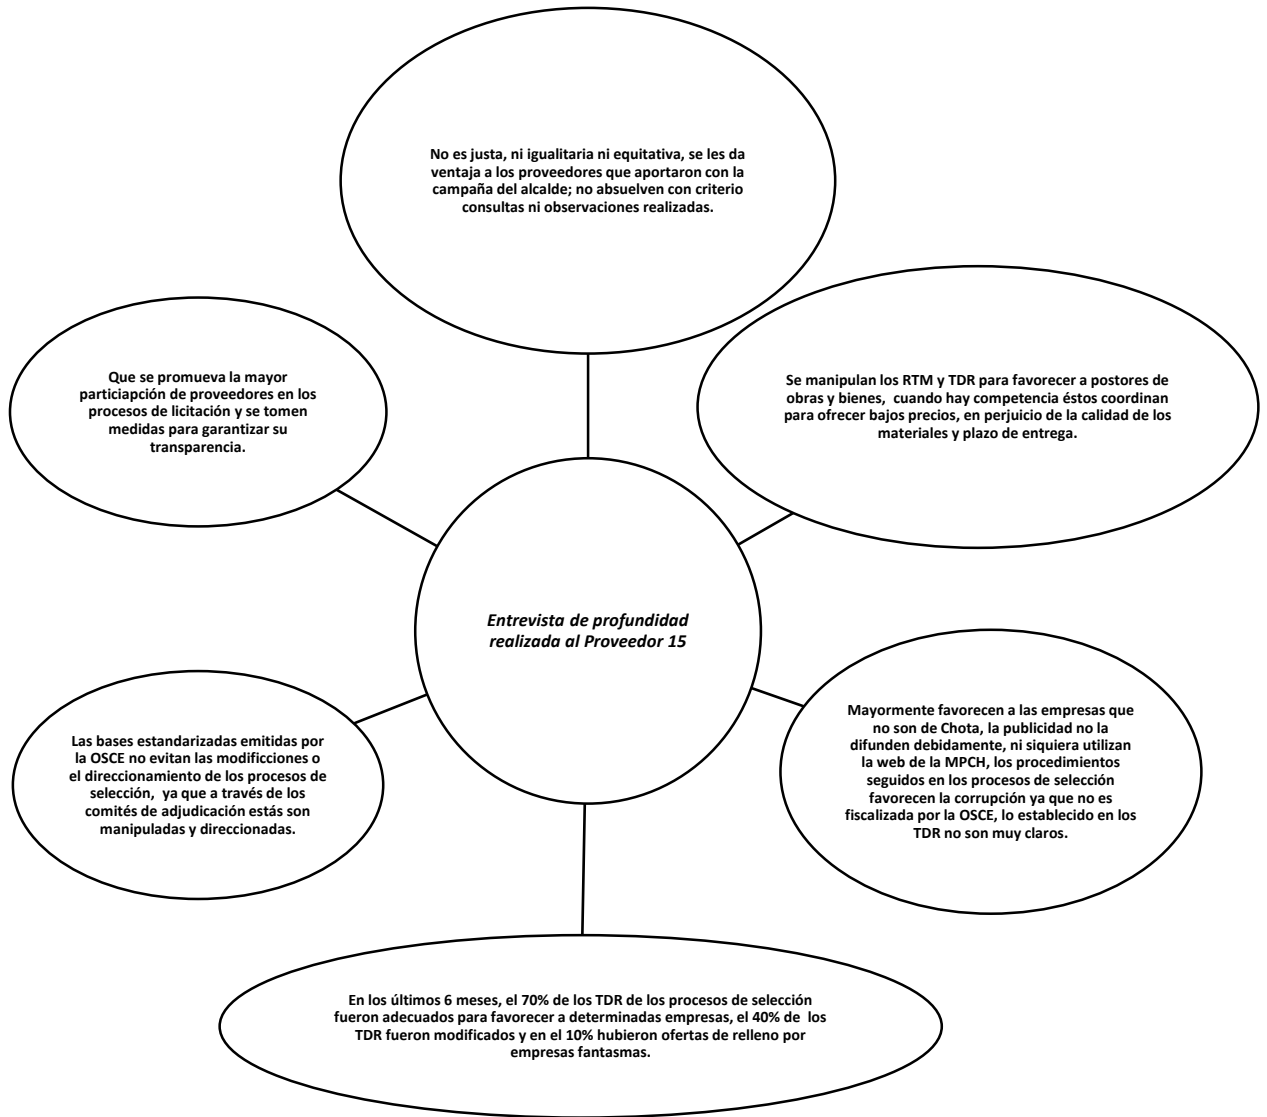 No es justa, ni igualitaria ni equitativa, se les da
ventaja a los proveedores que aportaron con la
campaña del alcalde; no absuelven con criterio
consultas ni observaciones realizadas.
Se manipulan los RTM y TDR para favorecer a postores de
obras y bienes, cuando hay competencia éstos coordinan
para ofrecer bajos precios, en perjuicio de la calidad de los
materiales y plazo de entrega.
Que se promueva la mayor
particiapción de proveedores en los
procesos de licitación y se tomen
medidas para garantizar su
transparencia.
Entrevista de profundidad
realizada al Proveedor 15
Mayormente favorecen a las empresas que
no son de Chota, la publicidad no la
difunden debidamente, ni siquiera utilizan
la web de la MPCH, los procedimientos
seguidos en los procesos de selección
favorecen la corrupción ya que no es
fiscalizada por la OSCE, lo establecido en los
TDR no son muy claros.
Las bases estandarizadas emitidas por
la OSCE no evitan las modificciones o
el direccionamiento de los procesos de
selección, ya que a través de los
comités de adjudicación estás son
manipuladas y direccionadas.
En los últimos 6 meses, el 70% de los TDR de los procesos de selección
fueron adecuados para favorecer a determinadas empresas, el 40% de los
TDR fueron modificados y en el 10% hubieron ofertas de relleno por
empresas fantasmas.